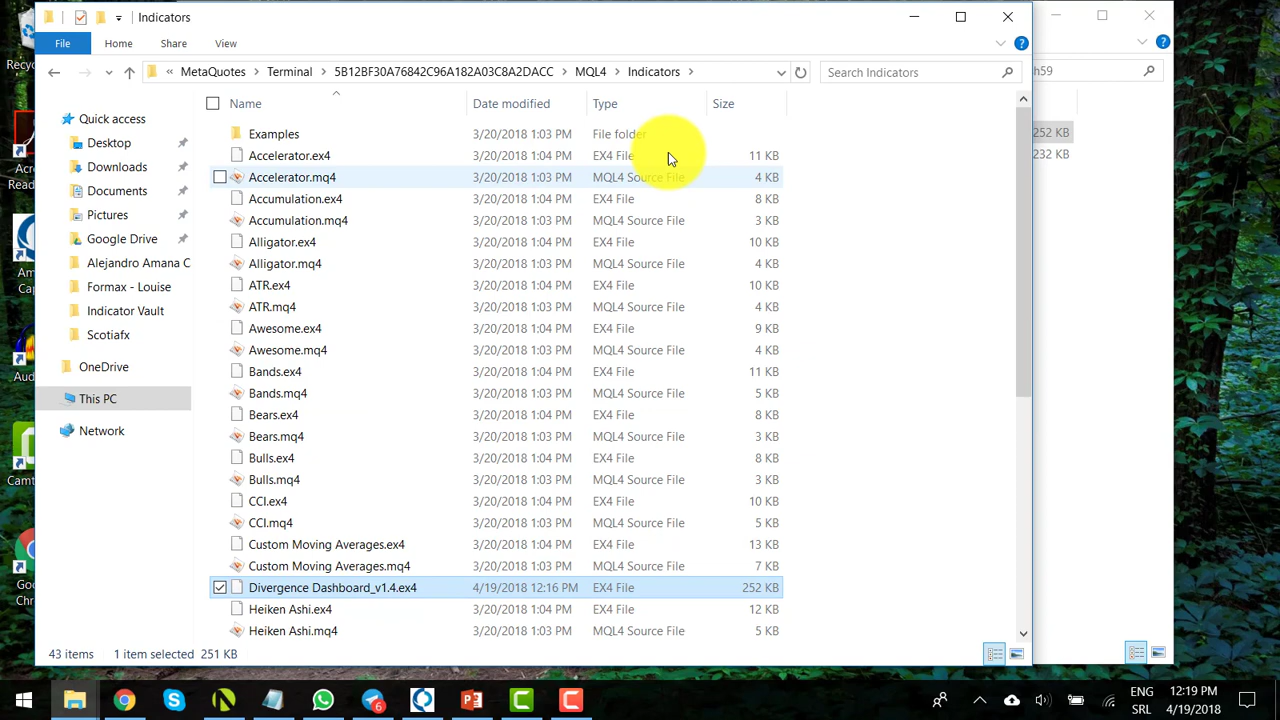 Indicators
File Home Share View
« MetaQuotes > Terminal > 5B12BF30A76842C96A182A03C8A2DACC > MQL4 > Indicators >
Search Indicators
h59
Name Date modified Type Size
Examples 3/20/2018 1:03 PM File folder
Accelerator.ex4 3/20/2018 1:04 PM EX4 File 11 KB
Accelerator.mq4 3/20/2018 1:03 PM MQL4 Source File 4 KB
Accumulation.ex4 3/20/2018 1:04 PM EX4 File 8 KB
Accumulation.mq4 3/20/2018 1:03 PM MQL4 Source File 3 KB
Alligator.ex4 3/20/2018 1:04 PM EX4 File 10 KB
Alligator.mq4 3/20/2018 1:03 PM MQL4 Source File 4 KB
ATR.ex4 3/20/2018 1:04 PM EX4 File 10 KB
ATR.mq4 3/20/2018 1:03 PM MQL4 Source File 4 KB
Awesome.ex4 3/20/2018 1:04 PM EX4 File 9 KB
Awesome.mq4 3/20/2018 1:03 PM MQL4 Source File 4 KB
Bands.ex4 3/20/2018 1:04 PM EX4 File 11 KB
Bands.mq4 3/20/2018 1:03 PM MQL4 Source File 5 KB
Bears.ex4 3/20/2018 1:04 PM EX4 File 8 KB
Bears.mq4 3/20/2018 1:03 PM MQL4 Source File 3 KB
Bulls.ex4 3/20/2018 1:04 PM EX4 File 8 KB
Bulls.mq4 3/20/2018 1:03 PM MQL4 Source File 3 KB
CCI.ex4 3/20/2018 1:04 PM EX4 File 10 KB
CCI.mq4 3/20/2018 1:03 PM MQL4 Source File 5 KB
Custom Moving Averages.ex4 3/20/2018 1:04 PM EX4 File 13 KB
Custom Moving Averages.mq4 3/20/2018 1:03 PM MQL4 Source File 7 KB
Divergence Dashboard_v1.4.ex4 4/19/2018 12:16 PM EX4 File 252 KB
Heiken Ashi.ex4 3/20/2018 1:04 PM EX4 File 12 KB
Heiken Ashi.mq4 3/20/2018 1:03 PM MQL4 Source File 5 KB
Quick access
Desktop
Downloads
Documents
Pictures
Google Drive
Alejandro Amana C
Formax - Louise
Indicator Vault
Scotiafx
OneDrive
This PC
Network
252 KB
232 KB
43 items 1 item selected 251 KB
Recyc
Acro
Read
Am
Cap
Aud
Camt
Goo
Chr
6
ENG
SRL
12:19 PM
4/19/2018